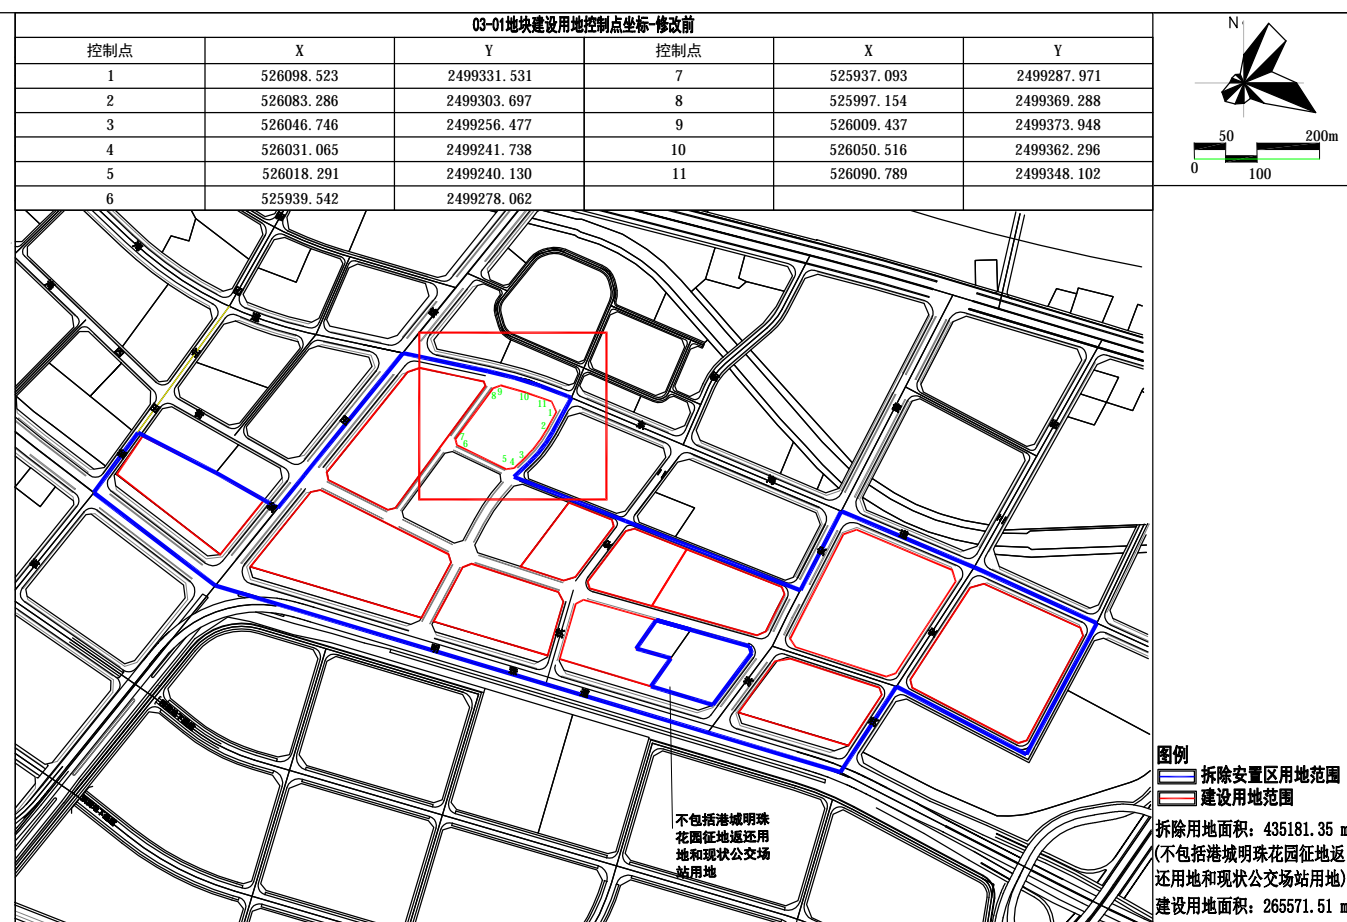 03-01地块建设用地控制点坐标-修改前
控制点 X Y 控制点 X Y
1 526098.523 2499331.531 7 525937.093 2499287.971
2 526083.286 2499303.697 8 525997.154 2499369.288
3 526046.746 2499256.477 9 526009.437 2499373.948
4 526031.065 2499241.738 10 526050.516 2499362.296
5 526018.291 2499240.130 11 526090.789 2499348.102
6 525939.542 2499278.062
N
50 200m
0 100
8 9 10 11
1
2
7
6
5 4 3
不包括港城明珠
花园征地返还用
地和现状公交场
站用地
图例
拆除安置区用地范围
建设用地范围
拆除用地面积：435181.35 m
(不包括港城明珠花园征地返
还用地和现状公交场站用地)
建设用地面积：265571.51 m